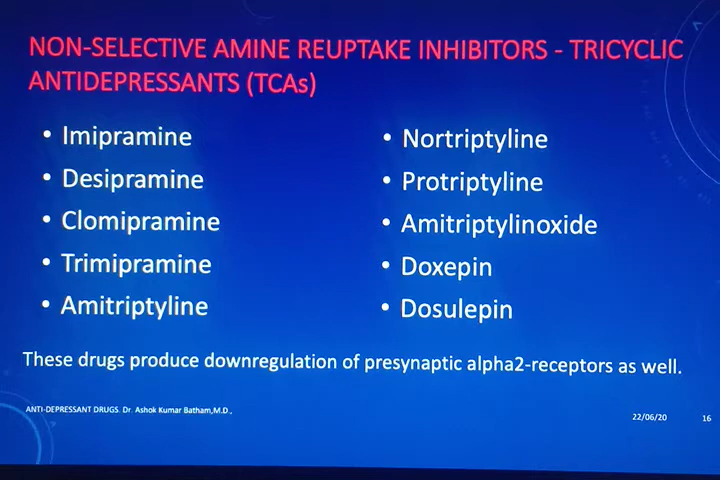 NON-SELECTIVE AMINE REUPTAKE INHIBITORS - TRICYCLIC
ANTIDEPRESSANTS (TCAs)
• Imipramine
• Desipramine
• Clomipramine
• Trimipramine
• Amitriptyline
• Nortriptyline
• Protriptyline
• Amitriptylinoxide
• Doxepin
• Dosulepin
These drugs produce downregulation of presynaptic alpha2-receptors as well.
ANTI-DEPRESSANT DRUGS. Dr. Ashok Kumar Batham,M.D.,
22/06/20
16